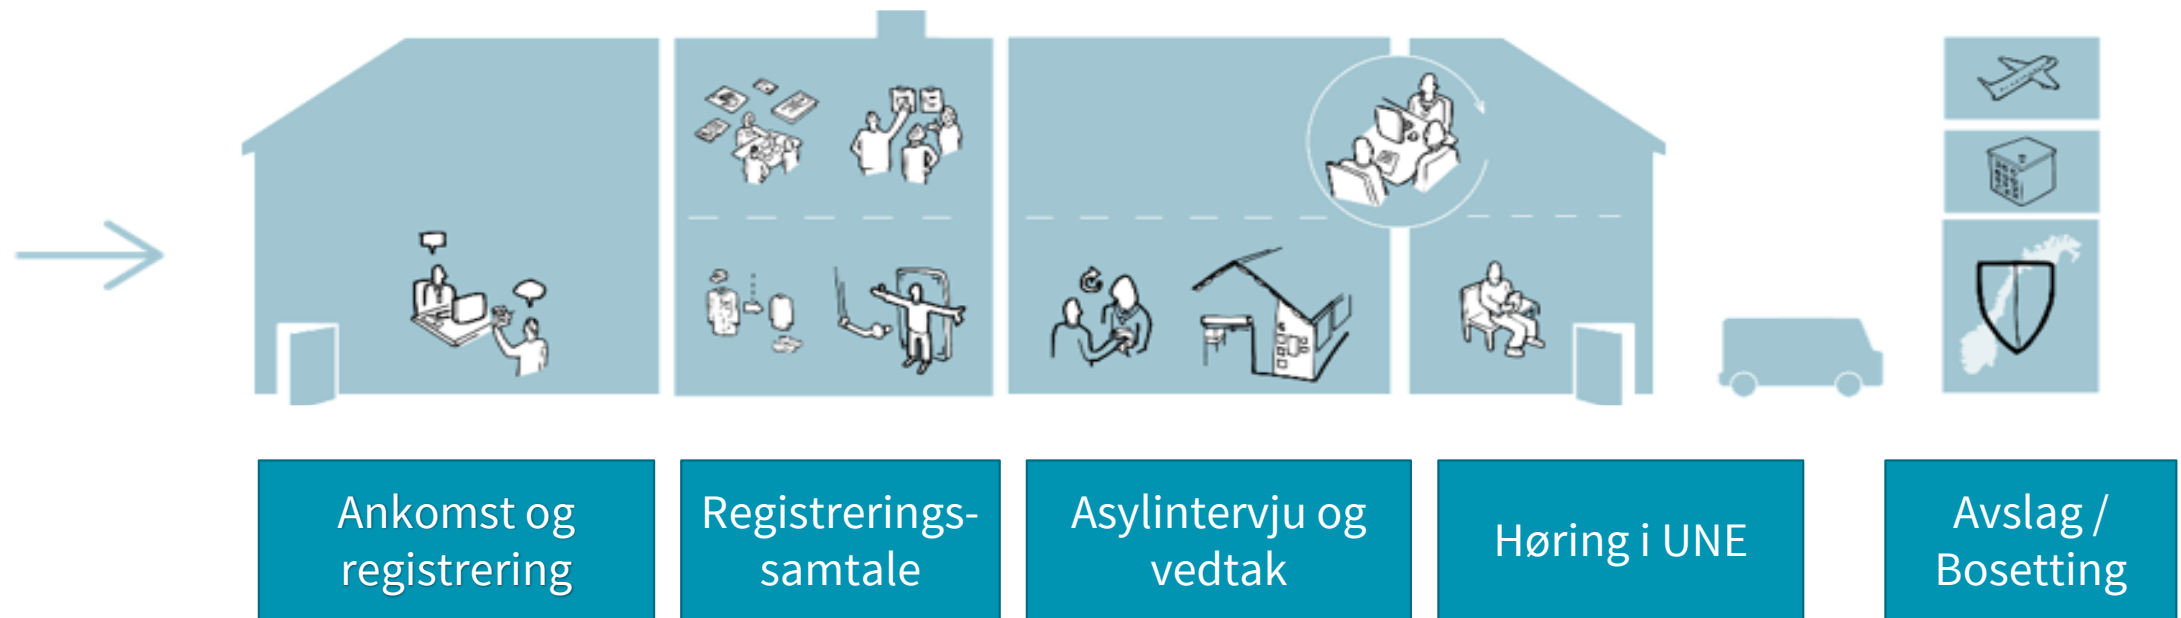 Ankomst og
registrering
Registrerings-
samtale
Asylintervju og
vedtak
Høring i UNE
Avslag /
Bosetting